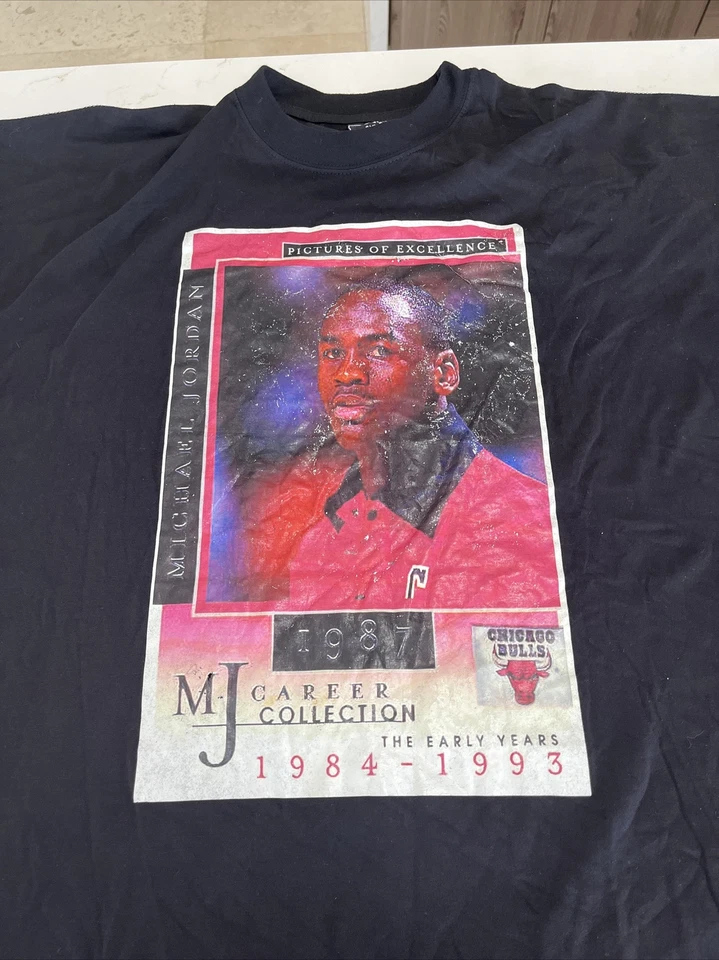 PICTURES OF EXCELLENCE
MICHAEL JORDAN
1987
CHICAGO
BULLS
MJ CAREER
COLLECTION
THE EARLY YEARS
1984-1993